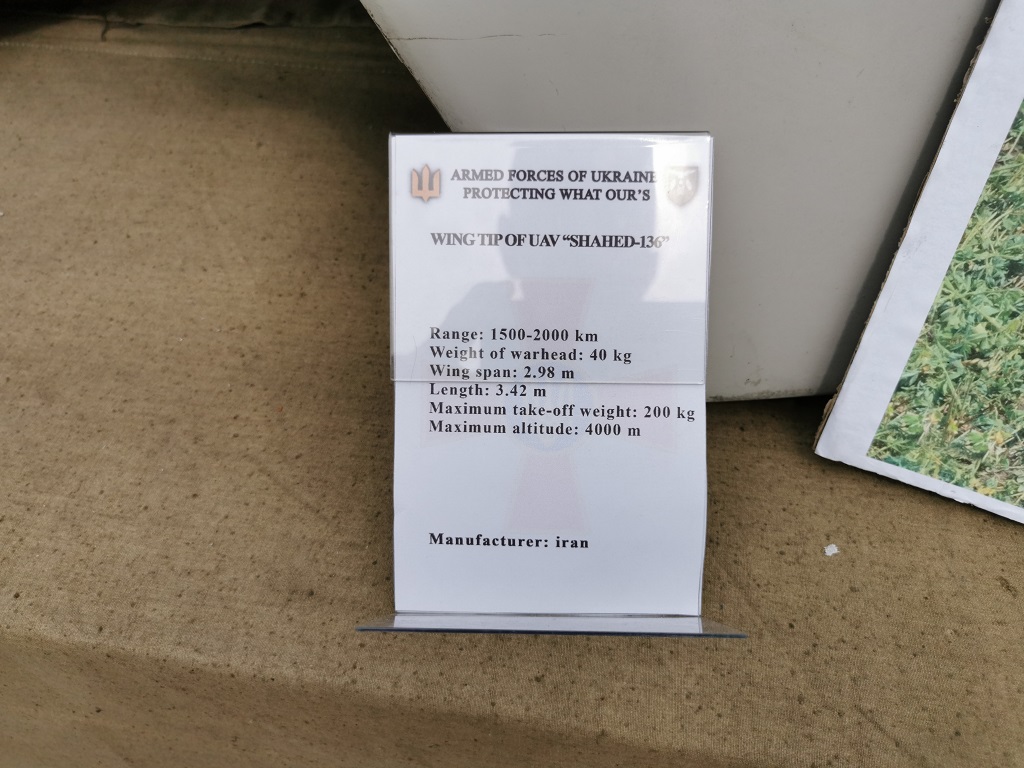 ARMED FORCES OF UKRAINE
PROTECTING WHAT OUR'S
WING TIP OF UAV “SHAHED-136”
Range: 1500-2000 km
Weight of warhead: 40 kg
Wing span: 2.98 m
Length: 3.42 m
Maximum take-off weight: 200 kg
Maximum altitude: 4000 m
Manufacturer: iran